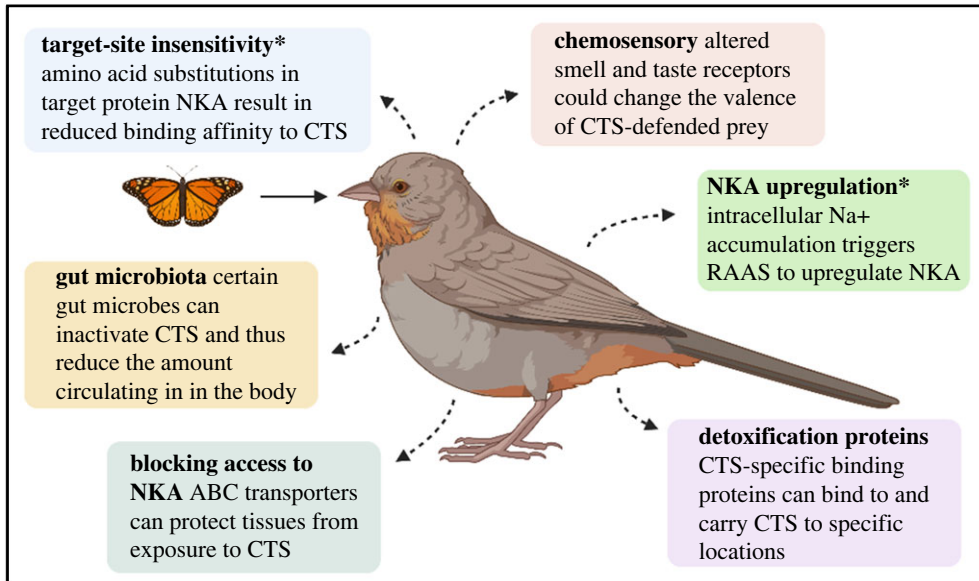 target-site insensitivity*
amino acid substitutions in
target protein NKA result in
reduced binding affinity to CTS
chemosensory altered
smell and taste receptors
could change the valence
of CTS-defended prey
NKA upregulation*
intracellular Na+
accumulation triggers
RAAS to upregulate NKA
gut microbiota certain
gut microbes can
inactivate CTS and thus
reduce the amount
circulating in in the body
blocking access to
NKA ABC transporters
can protect tissues from
exposure to CTS
detoxification proteins
CTS-specific binding
proteins can bind to and
carry CTS to specific
locations